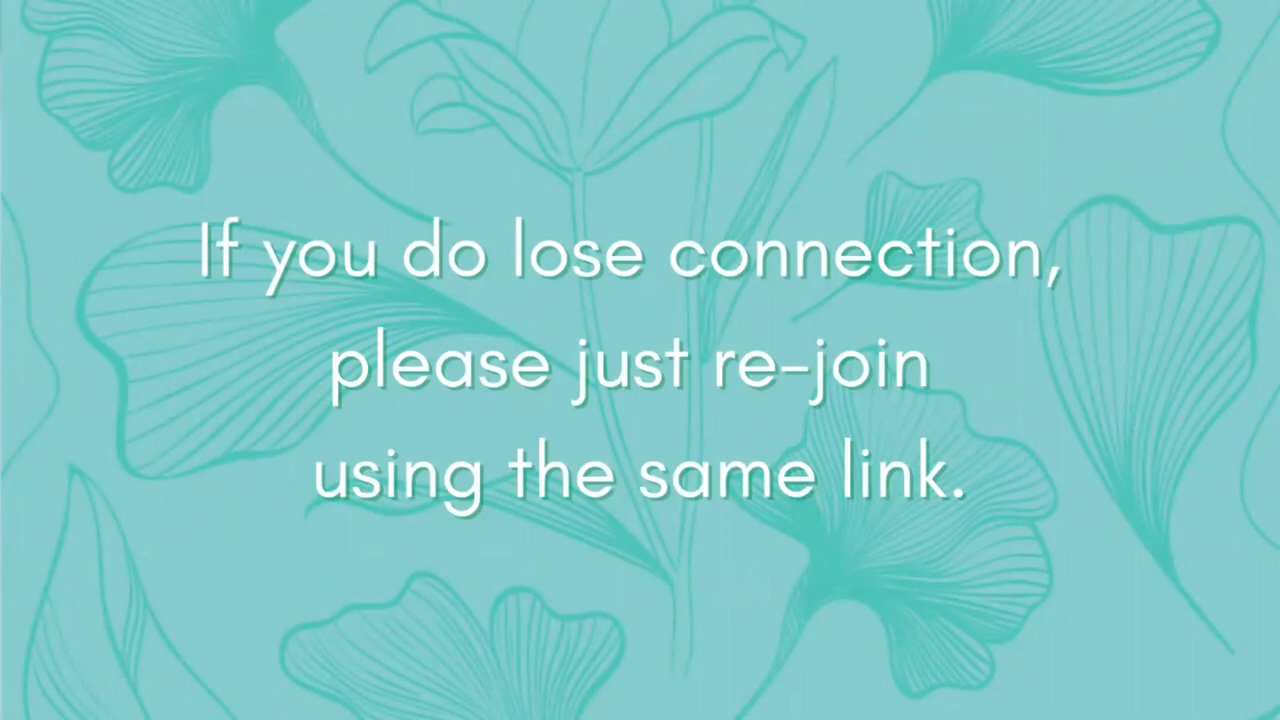 If you do lose connection,
please just re-join
using the same link.